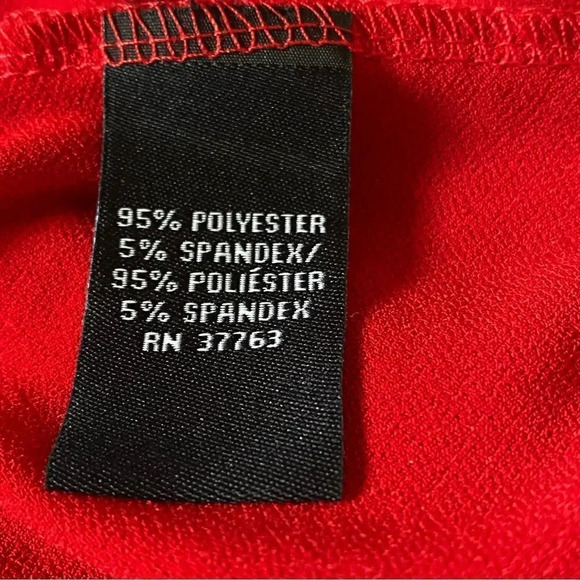 95% POLYESTER
5% SPANDEX/
95% POLIÉSTER
5% SPANDEX
RN 37763